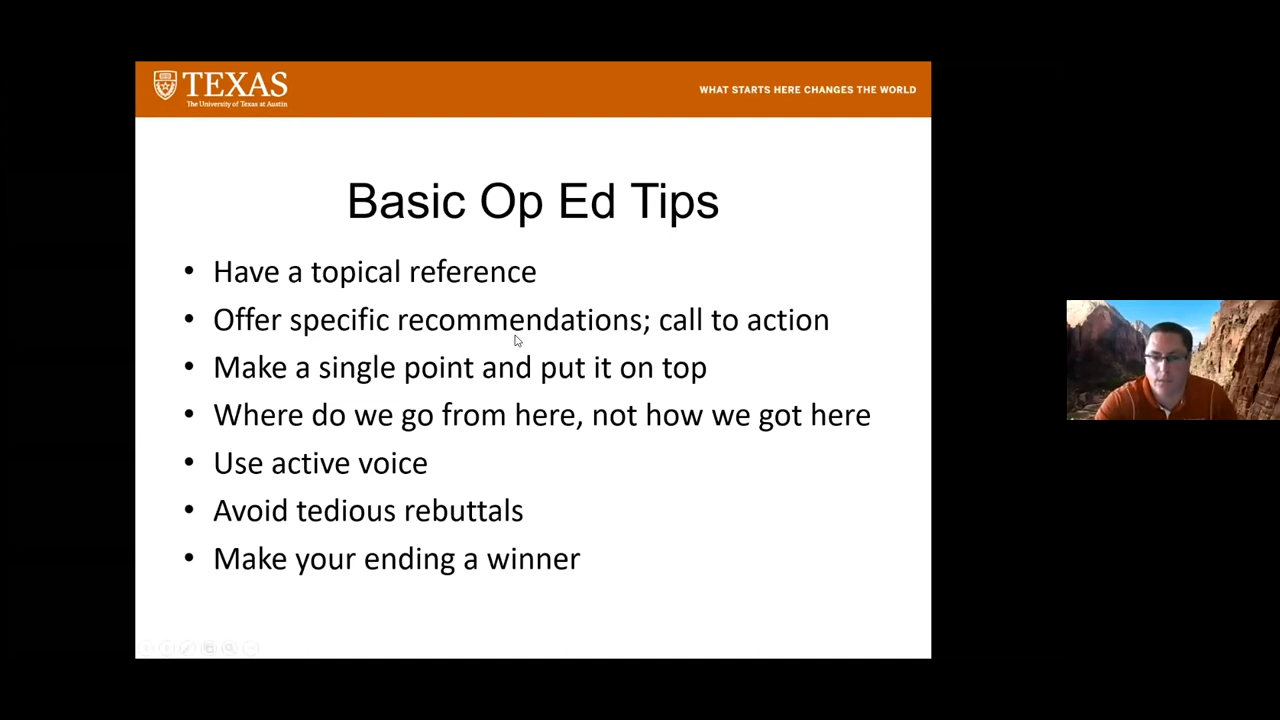 TEXAS
The University of Texas at Austin
WHAT STARTS HERE CHANGES THE WORLD
Basic Op Ed Tips
• Have a topical reference
• Offer specific recommendations; call to action
• Make a single point and put it on top
• Where do we go from here, not how we got here
• Use active voice
• Avoid tedious rebuttals
• Make your ending a winner